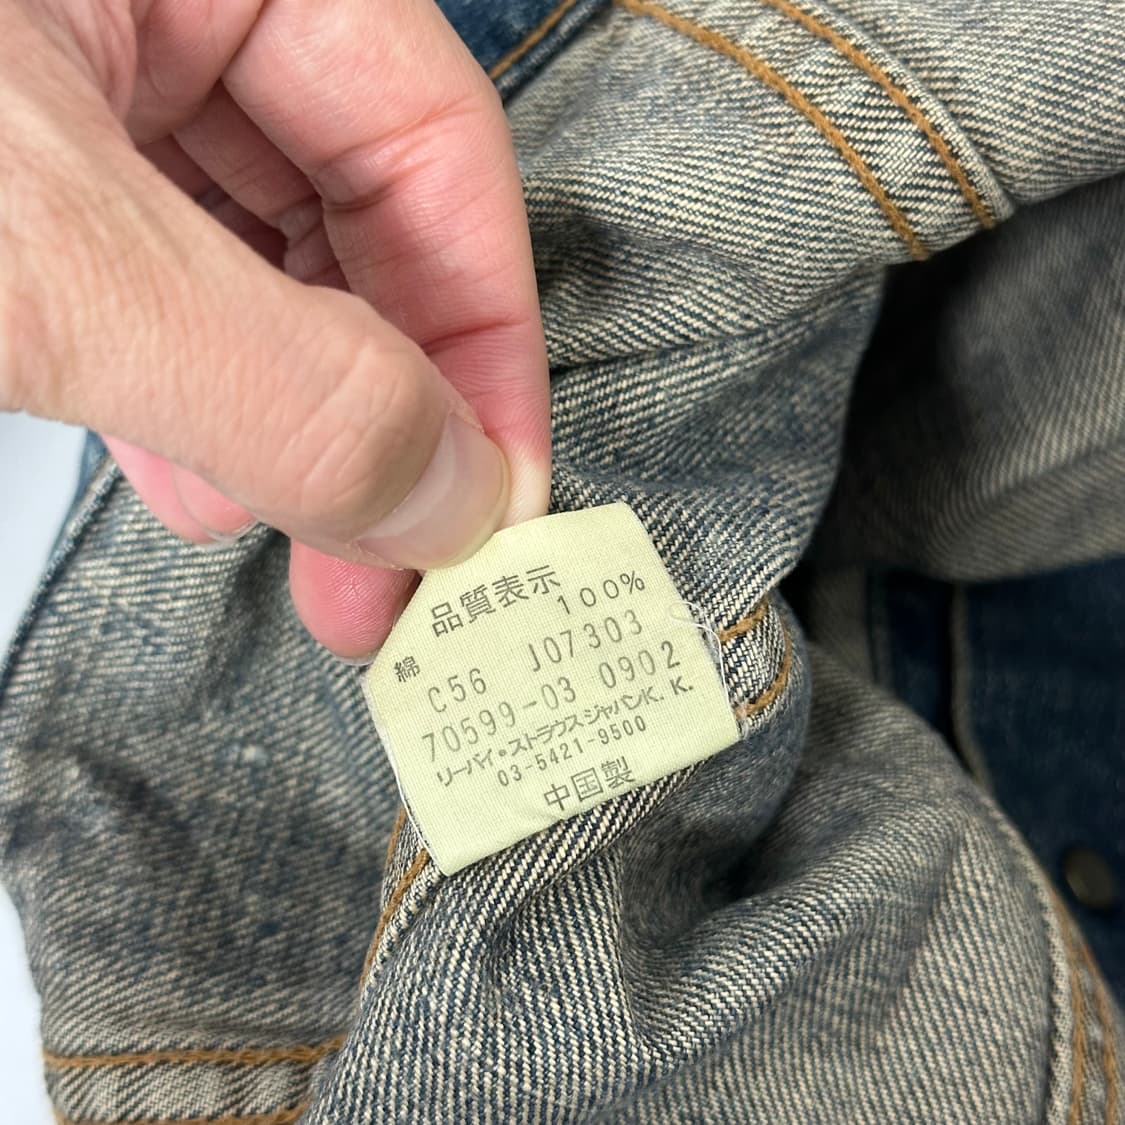 品質表示
綿 100%
C56 J07303
70599-03 0902
リーバイ・ストラウスジャパンK.K.
03-5421-9500
中国製